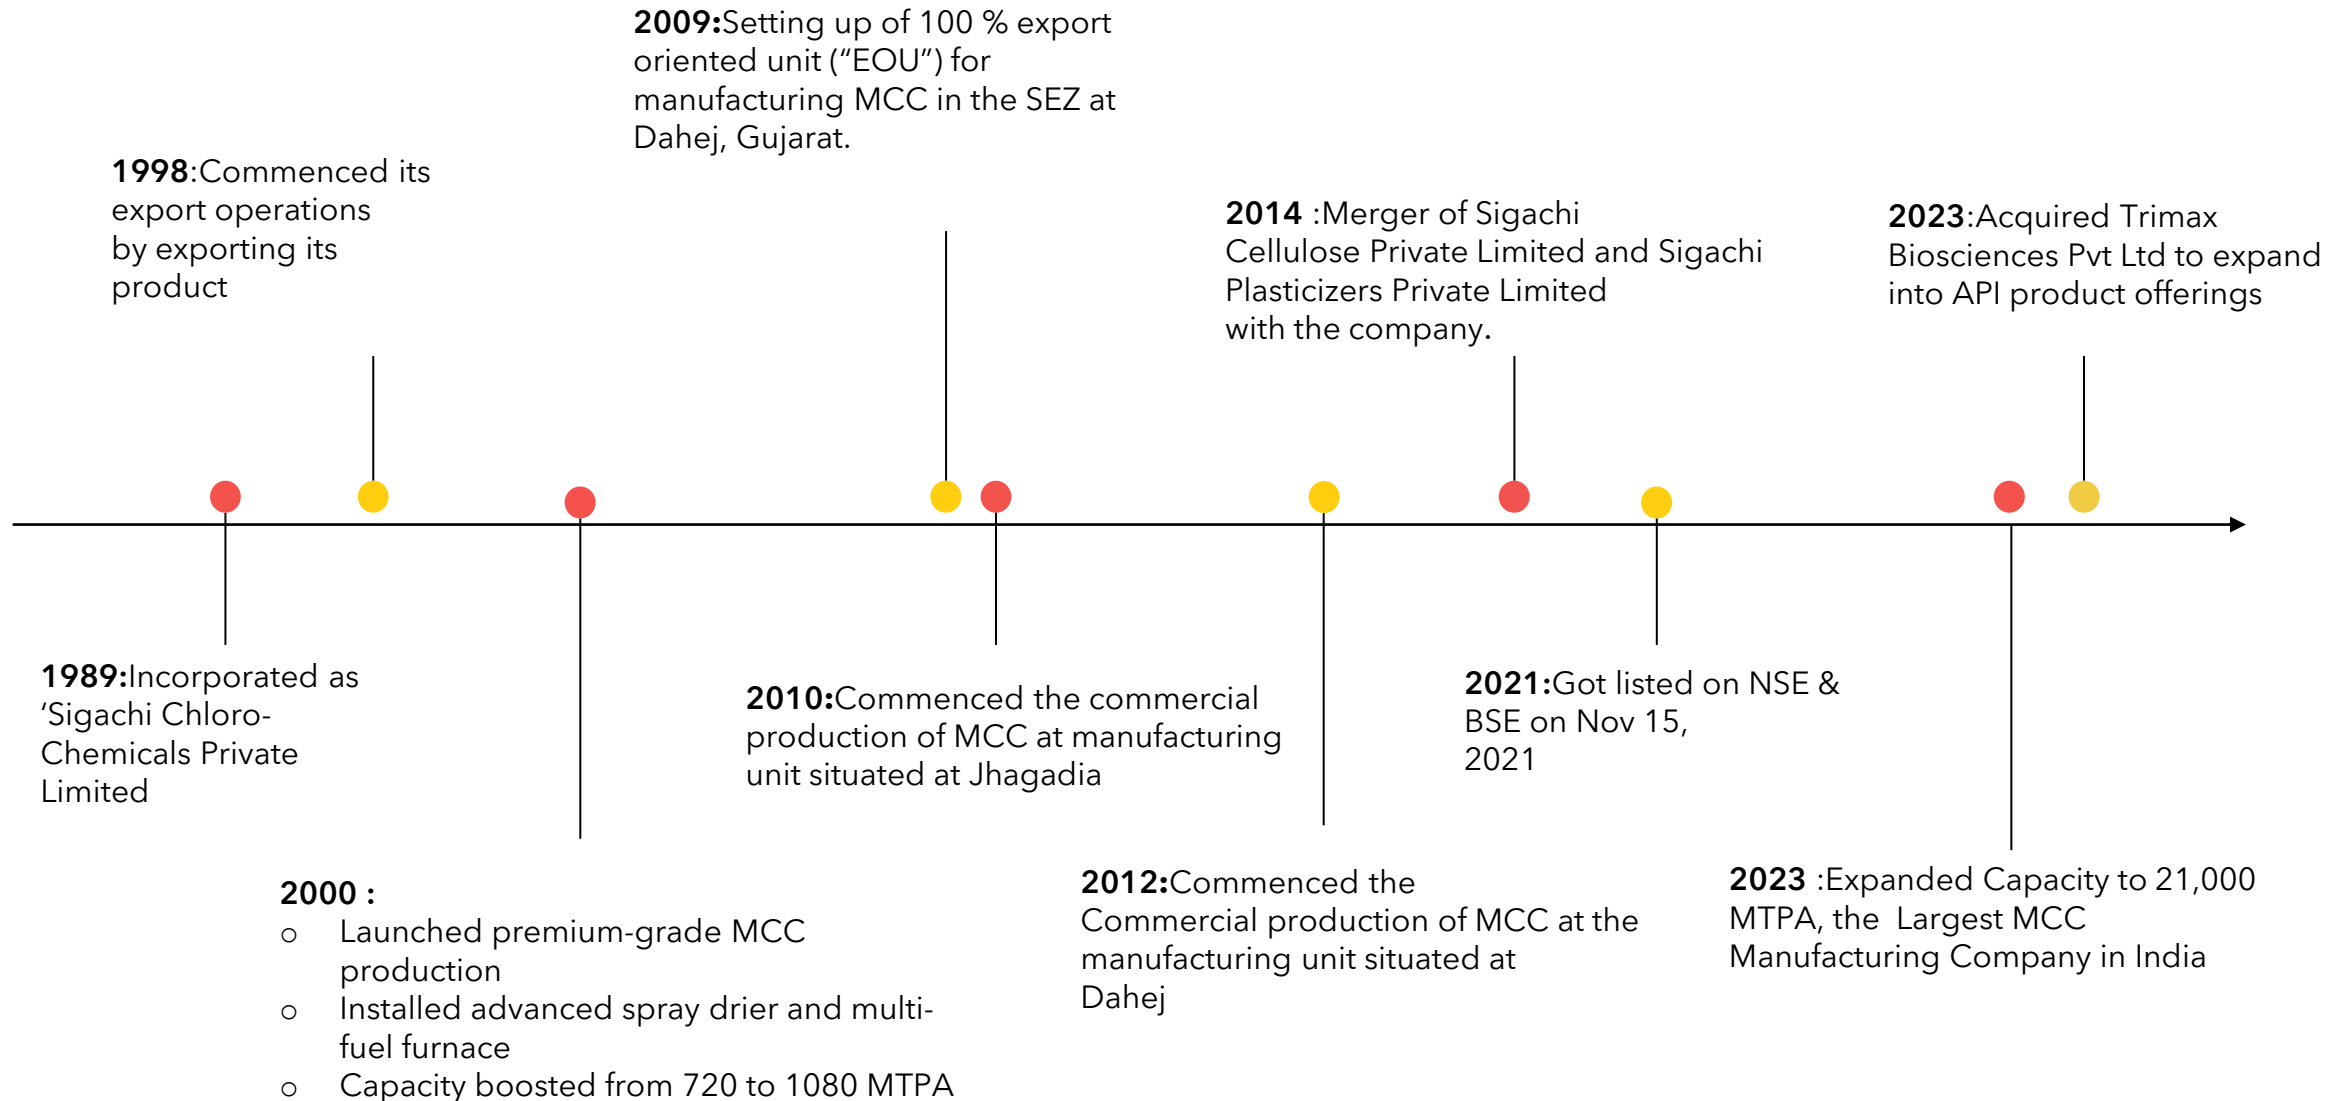 2009:Setting up of 100 % export
oriented unit (“EOU”) for
manufacturing MCC in the SEZ at
Dahej, Gujarat.
1998:Commenced its
export operations
by exporting its
product
2014 :Merger of Sigachi
Cellulose Private Limited and Sigachi
Plasticizers Private Limited
with the company.
2023:Acquired Trimax
Biosciences Pvt Ltd to expand
into API product offerings
1989:Incorporated as
‘Sigachi Chloro-
Chemicals Private
Limited
2010:Commenced the commercial
production of MCC at manufacturing
unit situated at Jhagadia
2021:Got listed on NSE &
BSE on Nov 15,
2021
2000 :
o Launched premium-grade MCC
production
o Installed advanced spray drier and multi-
fuel furnace
o Capacity boosted from 720 to 1080 MTPA
2012:Commenced the
Commercial production of MCC at the
manufacturing unit situated at
Dahej
2023 :Expanded Capacity to 21,000
MTPA, the  Largest MCC
Manufacturing Company in India